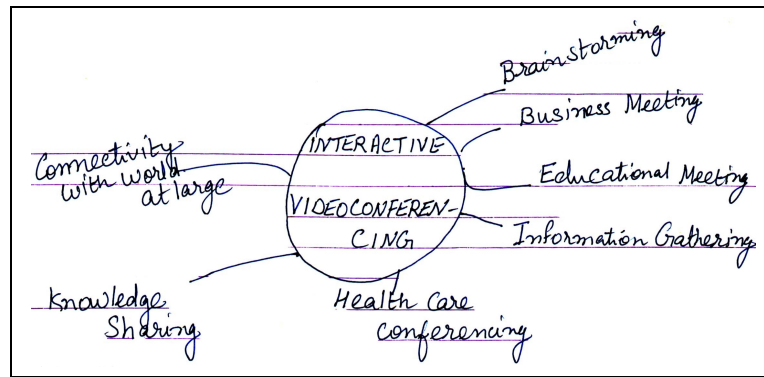 Brainstorming
Business Meeting
INTERACTIVE
Connectivity
with world
at large
Educational Meeting
VIDEOCONFEREN-
CING
Information Gathering
Knowledge
Sharing
Health Care
Conferencing